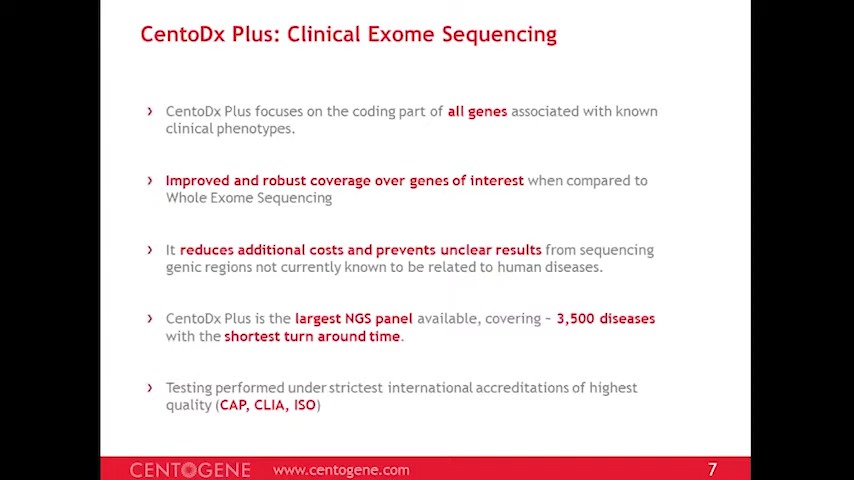 CentoDx Plus: Clinical Exome Sequencing
› CentoDx Plus focuses on the coding part of all genes associated with known
clinical phenotypes.
› Improved and robust coverage over genes of interest when compared to
Whole Exome Sequencing
› It reduces additional costs and prevents unclear results from sequencing
genic regions not currently known to be related to human diseases.
› CentoDx Plus is the largest NGS panel available, covering ~ 3,500 diseases
with the shortest turn around time.
› Testing performed under strictest international accreditations of highest
quality (CAP, CLIA, ISO)
CENTOGENE www.centogene.com 7